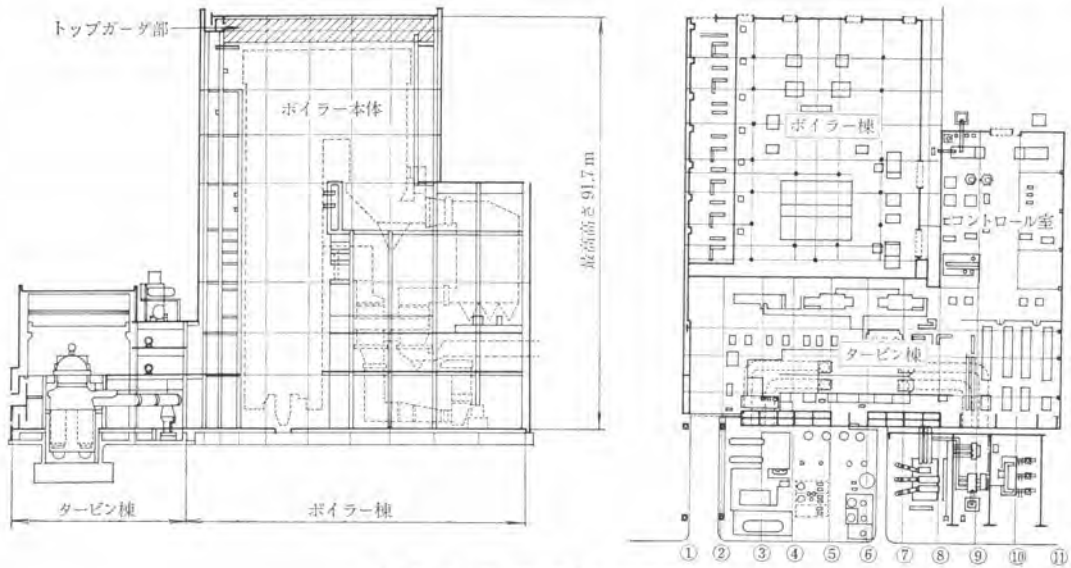 トップガーダ部
ボイラー本体
最高高さ 91.7 m
タービン棟
ボイラー棟
ボイラー棟
コントロール室
タービン棟
① ② ③ ④ ⑤ ⑥ ⑦ ⑧ ⑨ ⑩ ⑪